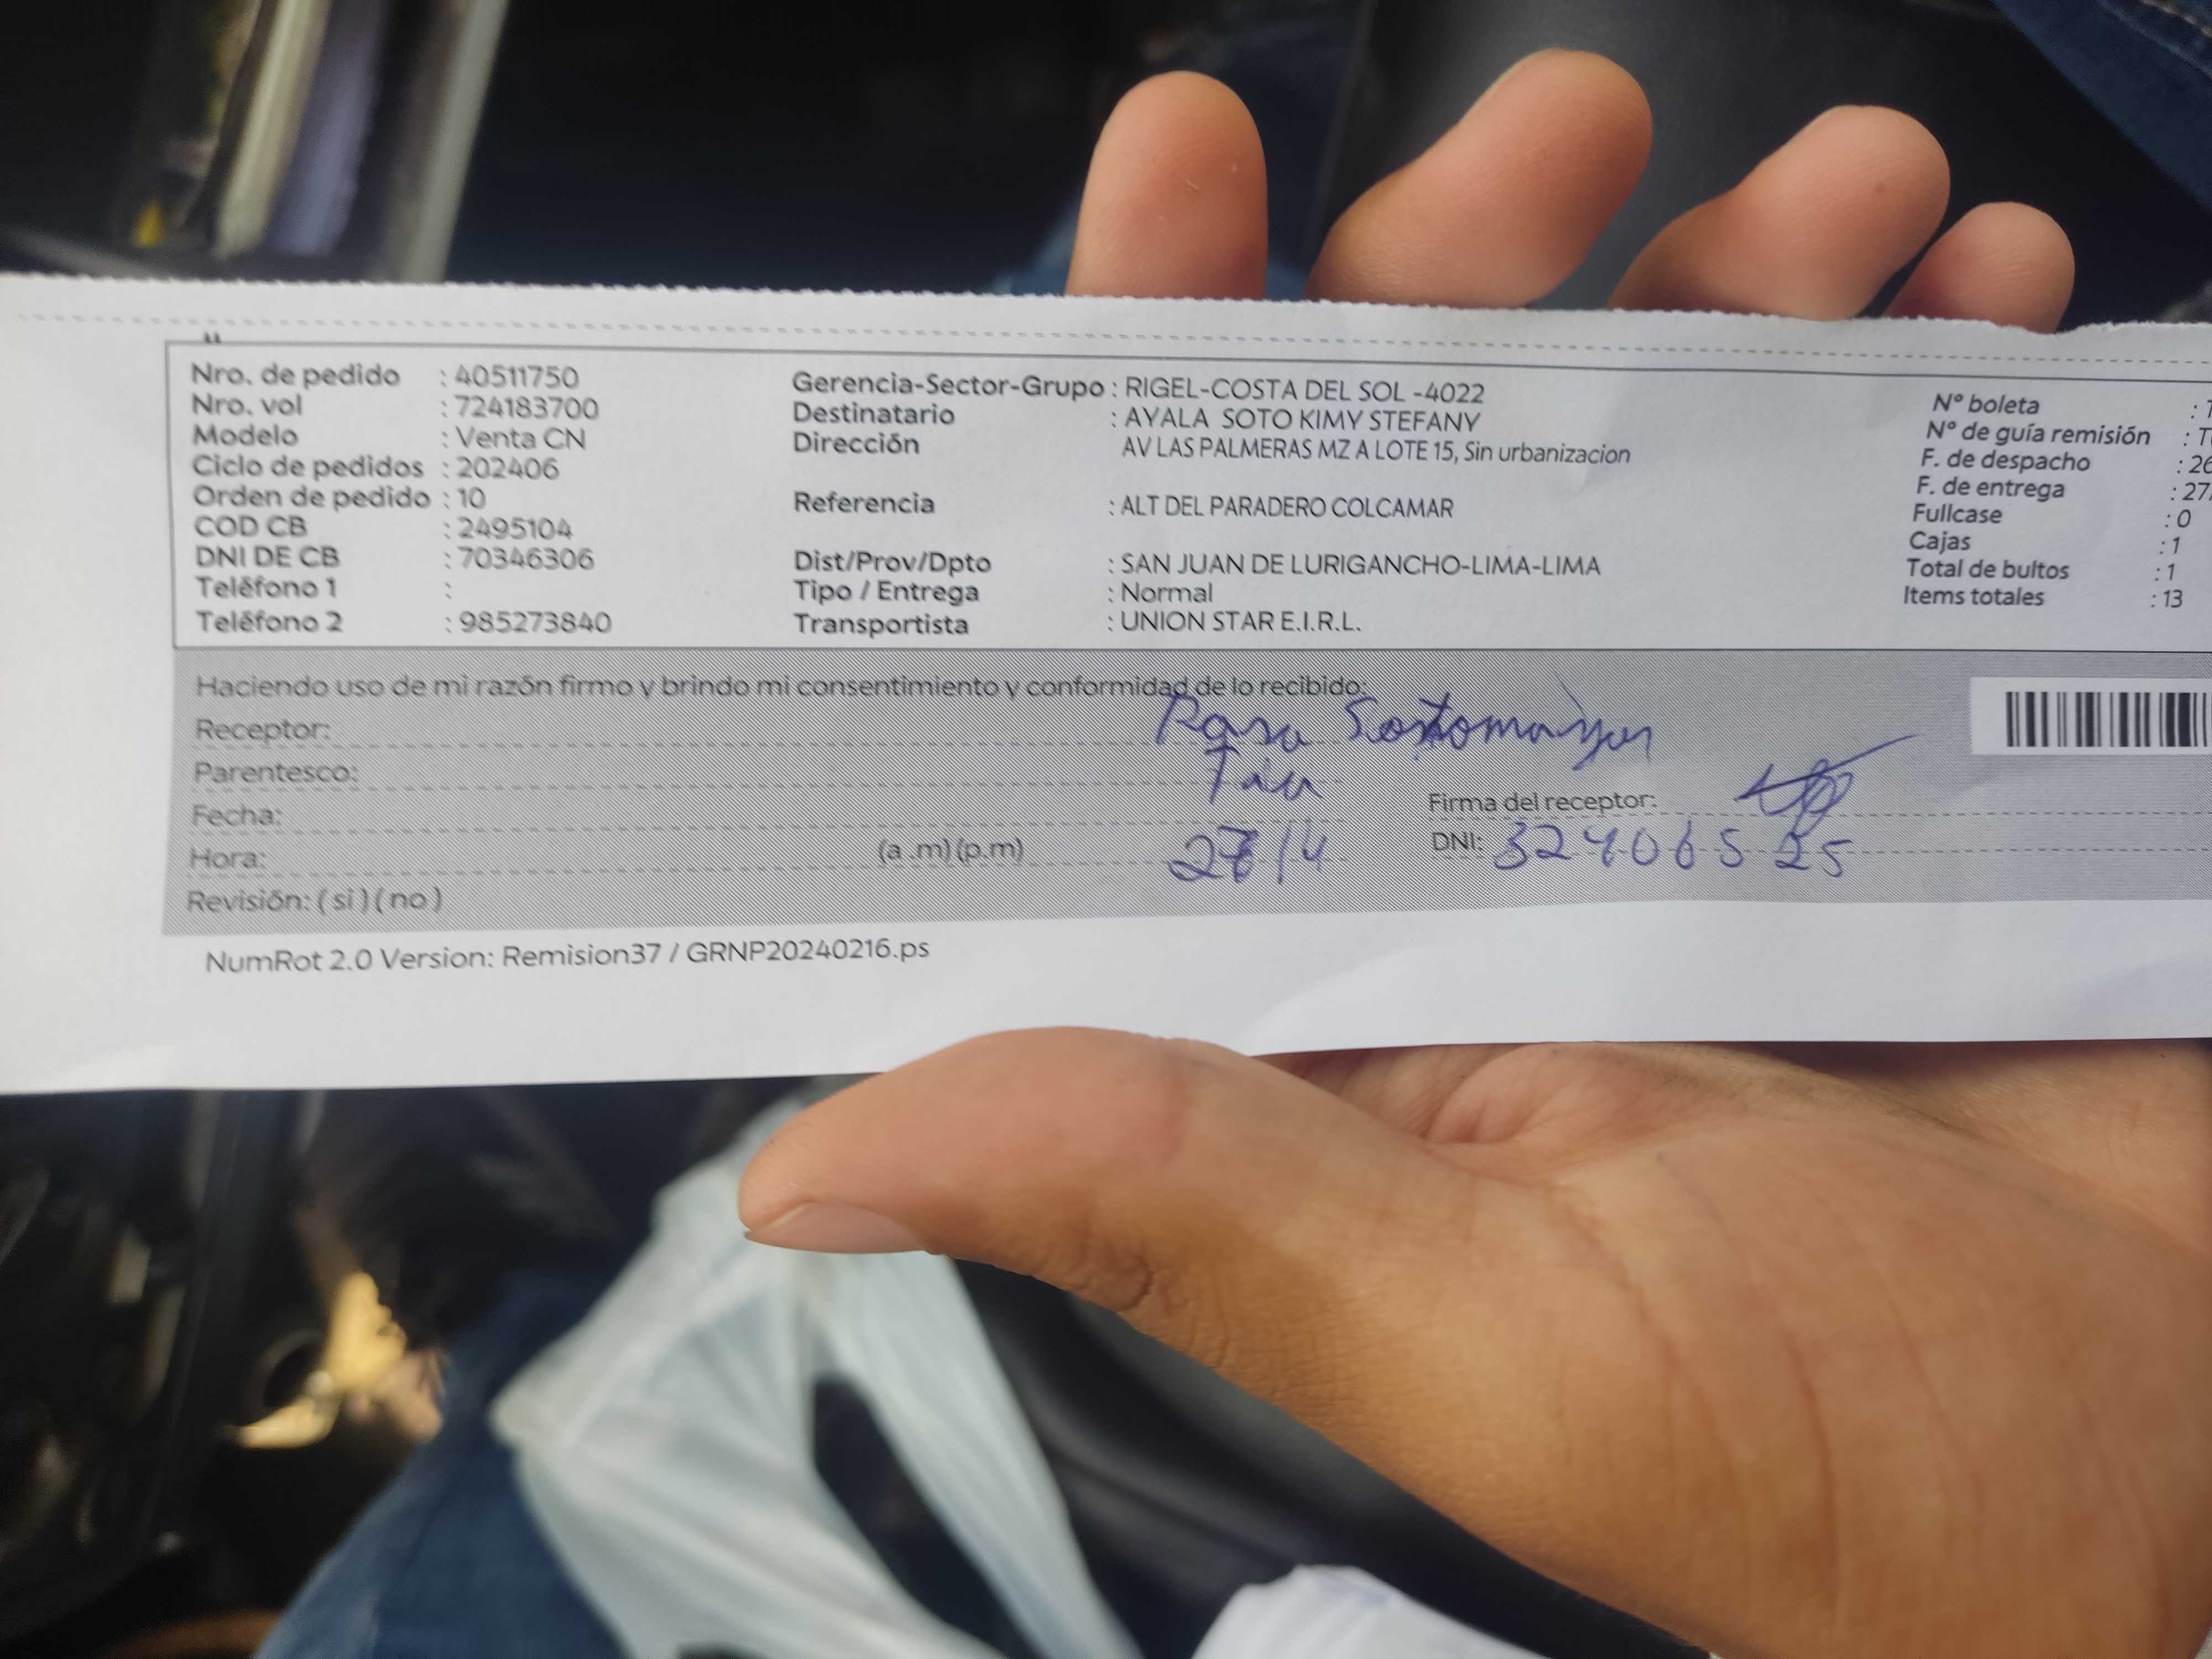 Nro. de pedido : 40511750
Nro. vol : 724183700
Modelo : Venta CN
Ciclo de pedidos : 202406
Orden de pedido : 10
COD CB : 2495104
DNI DE CB : 70346306
Teléfono 1 :
Teléfono 2 : 985273840
Gerencia-Sector-Grupo : RIGEL-COSTA DEL SOL -4022
Destinatario : AYALA SOTO KIMY STEFANY
Dirección AV LAS PALMERAS MZ A LOTE 15, Sin urbanizacion
Referencia : ALT DEL PARADERO COLCAMAR
Dist/Prov/Dpto : SAN JUAN DE LURIGANCHO-LIMA-LIMA
Tipo / Entrega : Normal
Transportista : UNION STAR E.I.R.L.
N° boleta :
N° de guía remisión :
F. de despacho : 26
F. de entrega : 27
Fullcase : 0
Cajas : 1
Total de bultos : 1
Items totales : 13
Haciendo uso de mi razón firmo y brindo mi consentimiento y conformidad de lo recibido:
Receptor: Rosa Sotomayor
Parentesco:
Fecha:
Hora: (a .m) (p.m) 27/4
Revisión: ( si ) ( no )
Firma del receptor:
DNI:
NumRot 2.0 Version: Remision37 / GRNP20240216.ps